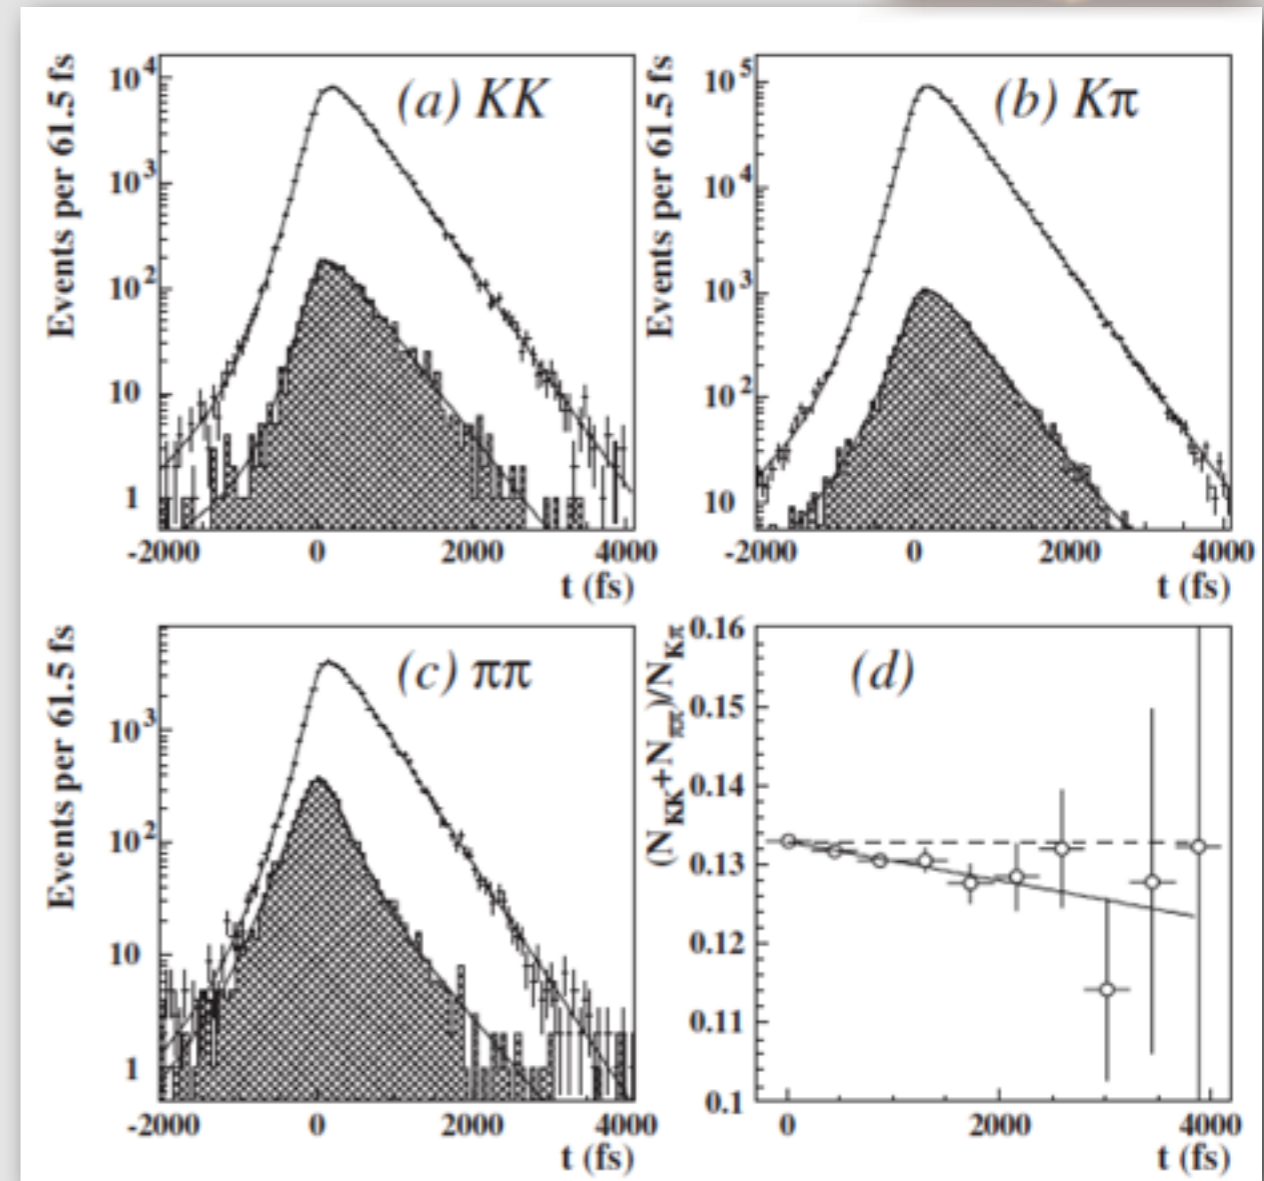 Events per 61.5 fs
(a) KK
10⁴
10³
10²
10
1
-2000 0 2000 4000
t (fs)
Events per 61.5 fs
(b) Kπ
10⁵
10⁴
10³
10²
10
-2000 0 2000 4000
t (fs)
Events per 61.5 fs
(c) ππ
10³
10²
10
1
-2000 0 2000 4000
t (fs)
(N_KK+N_ππ)/N_Kπ
(d)
0.16
0.15
0.14
0.13
0.12
0.11
0.1
0 2000 4000
t (fs)